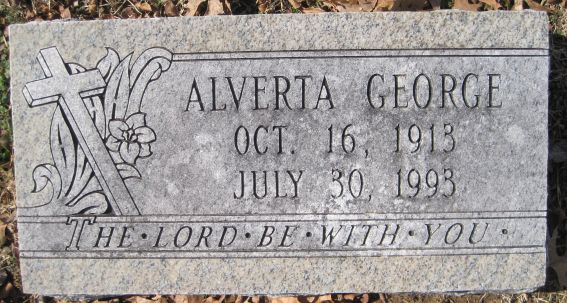 ALVERTA GEORGE
OCT. 16, 1913
JULY 30, 1993
THE·LORD·BE·WITH·YOU·